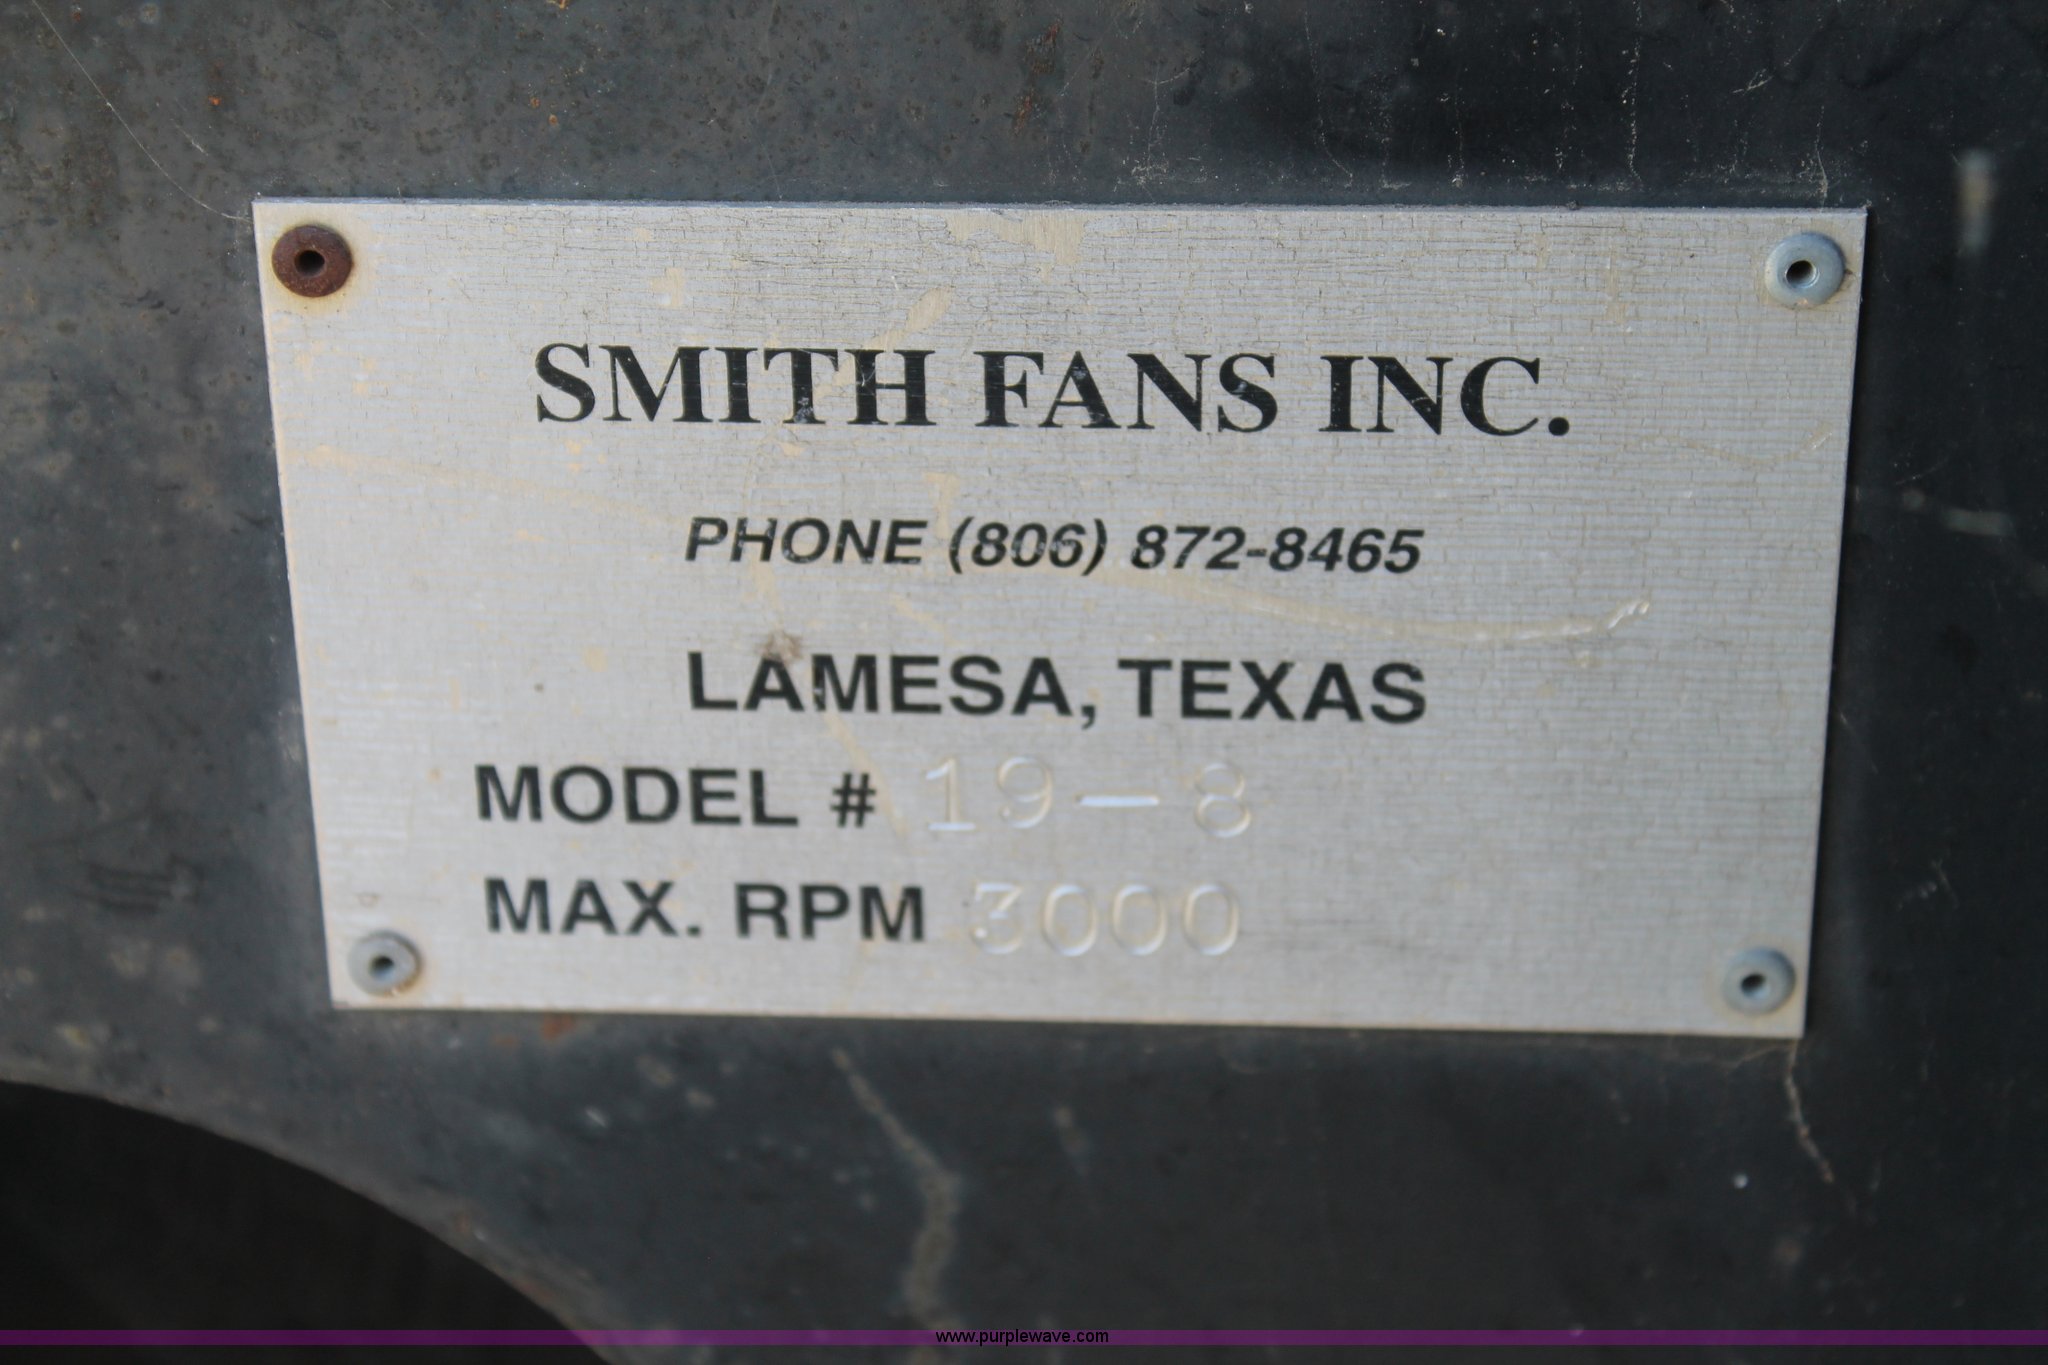 SMITH FANS INC.
PHONE (806) 872-8465
LAMESA, TEXAS
MODEL # 19-8
MAX. RPM 3000
www.purplewave.com